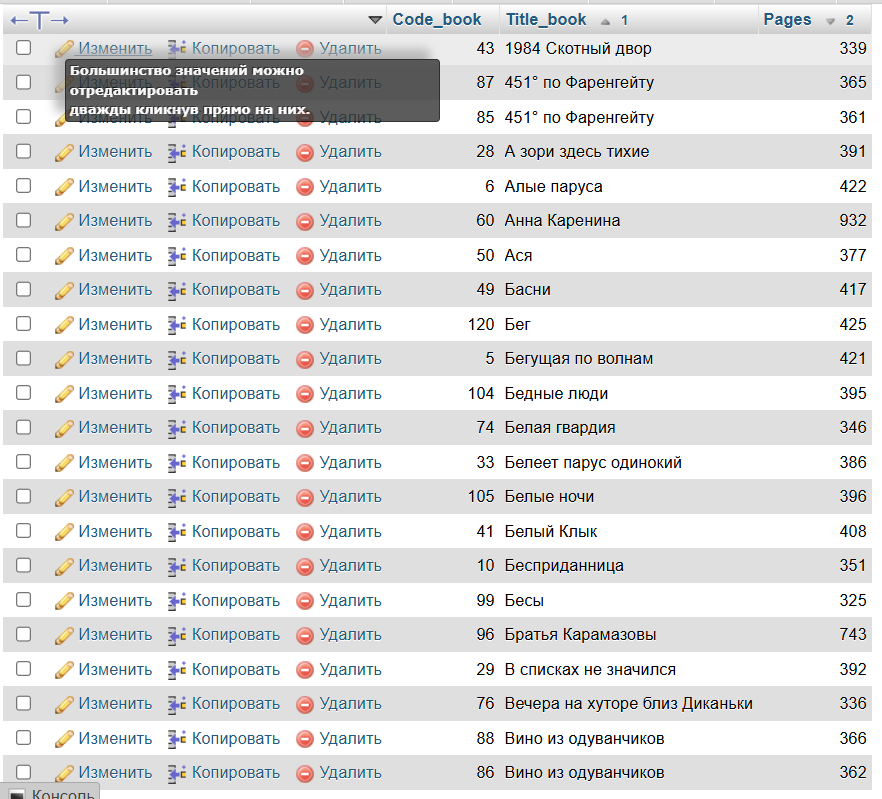 Code_book Title_book 1 Pages 2
Изменить Копировать Удалить 43 1984 Скотный двор 339
Большинство значений можно
отредактировать
дважды кликнув прямо на них.
87 451° по Фаренгейту 365
85 451° по Фаренгейту 361
Изменить Копировать Удалить 28 А зори здесь тихие 391
Изменить Копировать Удалить 6 Алые паруса 422
Изменить Копировать Удалить 60 Анна Каренина 932
Изменить Копировать Удалить 50 Ася 377
Изменить Копировать Удалить 49 Басни 417
Изменить Копировать Удалить 120 Бег 425
Изменить Копировать Удалить 5 Бегущая по волнам 421
Изменить Копировать Удалить 104 Бедные люди 395
Изменить Копировать Удалить 74 Белая гвардия 346
Изменить Копировать Удалить 33 Белеет парус одинокий 386
Изменить Копировать Удалить 105 Белые ночи 396
Изменить Копировать Удалить 41 Белый Клык 408
Изменить Копировать Удалить 10 Бесприданница 351
Изменить Копировать Удалить 99 Бесы 325
Изменить Копировать Удалить 96 Братья Карамазовы 743
Изменить Копировать Удалить 29 В списках не значился 392
Изменить Копировать Удалить 76 Вечера на хуторе близ Диканьки 336
Изменить Копировать Удалить 88 Вино из одуванчиков 366
Изменить Копировать Удалить 86 Вино из одуванчиков 362
Консоль